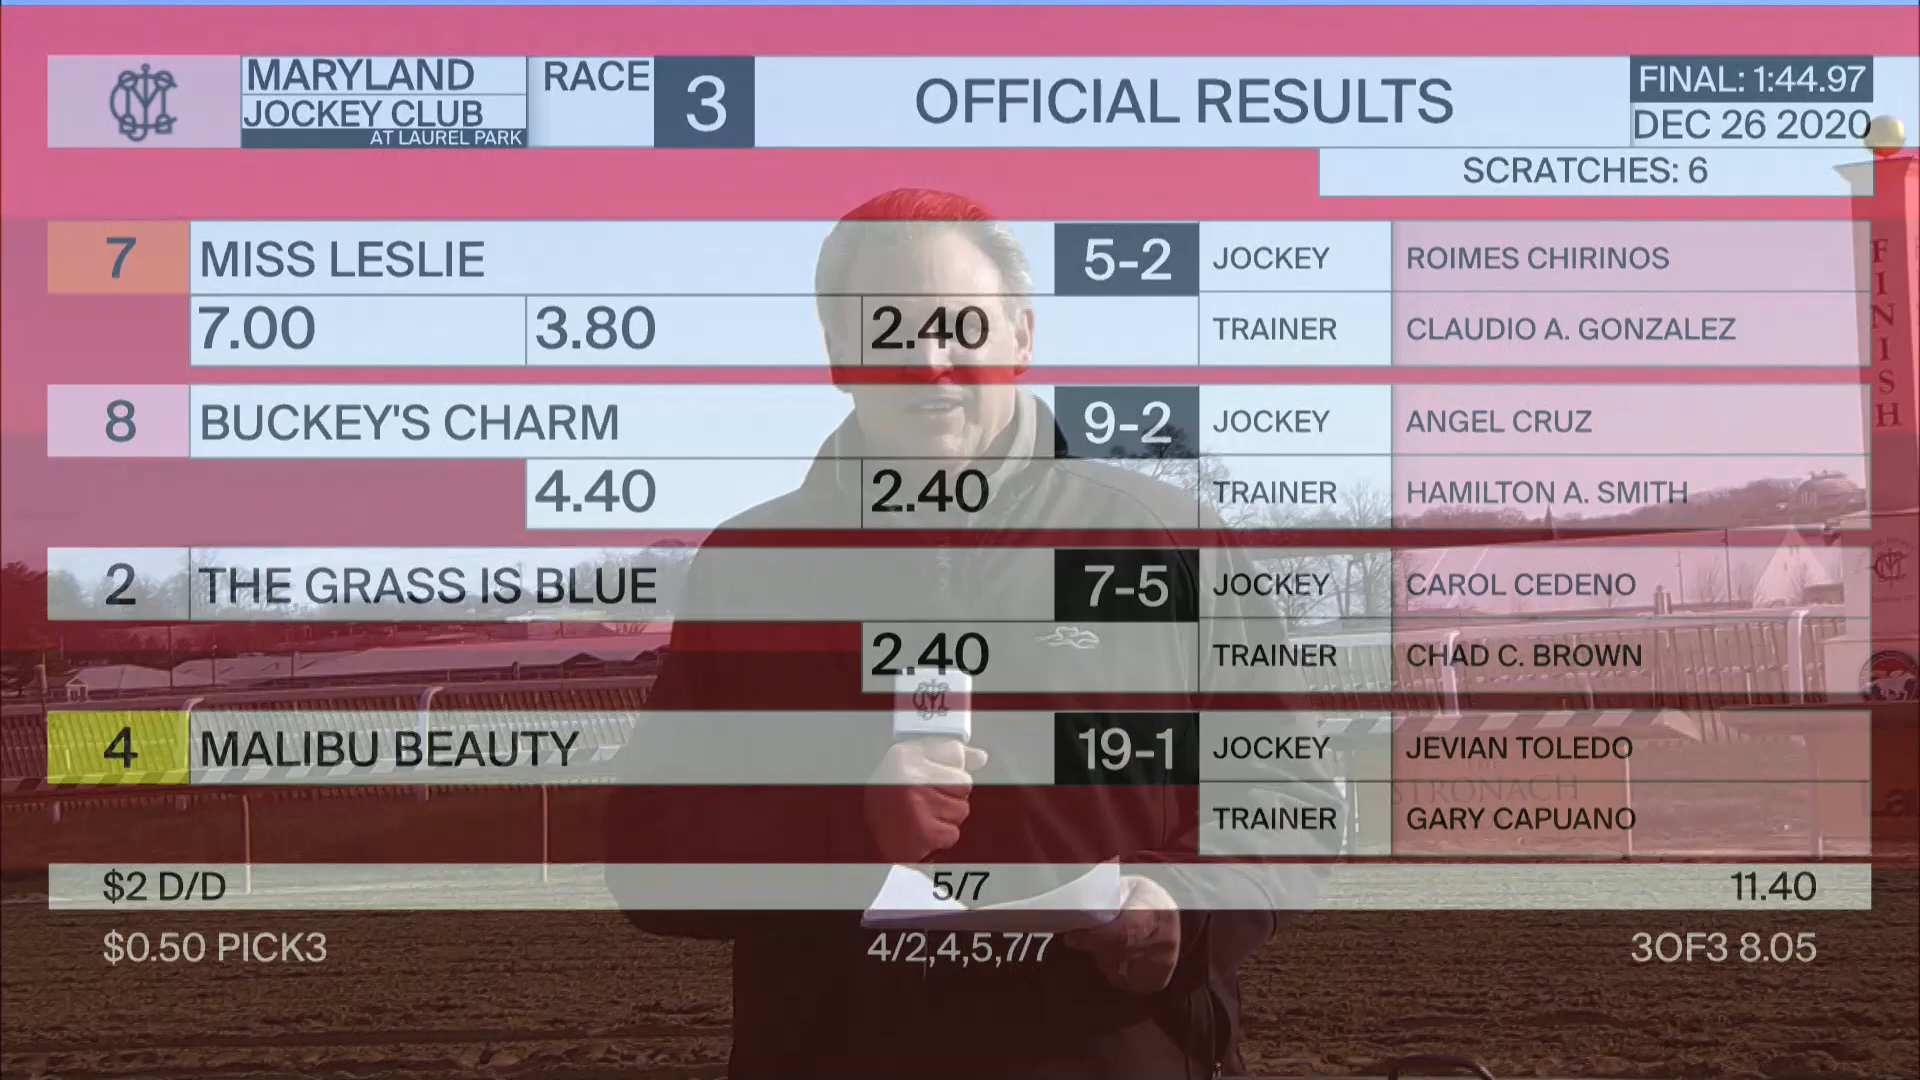 MARYLAND
JOCKEY CLUB
AT LAUREL PARK
RACE 3
OFFICIAL RESULTS
FINAL: 1:44.97
DEC 26 2020
SCRATCHES: 6
7 MISS LESLIE 5-2 JOCKEY ROIMES CHIRINOS
7.00 3.80 2.40 TRAINER CLAUDIO A. GONZALEZ
8 BUCKEY'S CHARM 9-2 JOCKEY ANGEL CRUZ
4.40 2.40 TRAINER HAMILTON A. SMITH
2 THE GRASS IS BLUE 7-5 JOCKEY CAROL CEDENO
2.40 TRAINER CHAD C. BROWN
4 MALIBU BEAUTY 19-1 JOCKEY JEVIAN TOLEDO
TRAINER GARY CAPUANO
$2 D/D 5/7 11.40
$0.50 PICK3 4/2,4,5,7/7 3OF3 8.05
FINISH
STRONACH